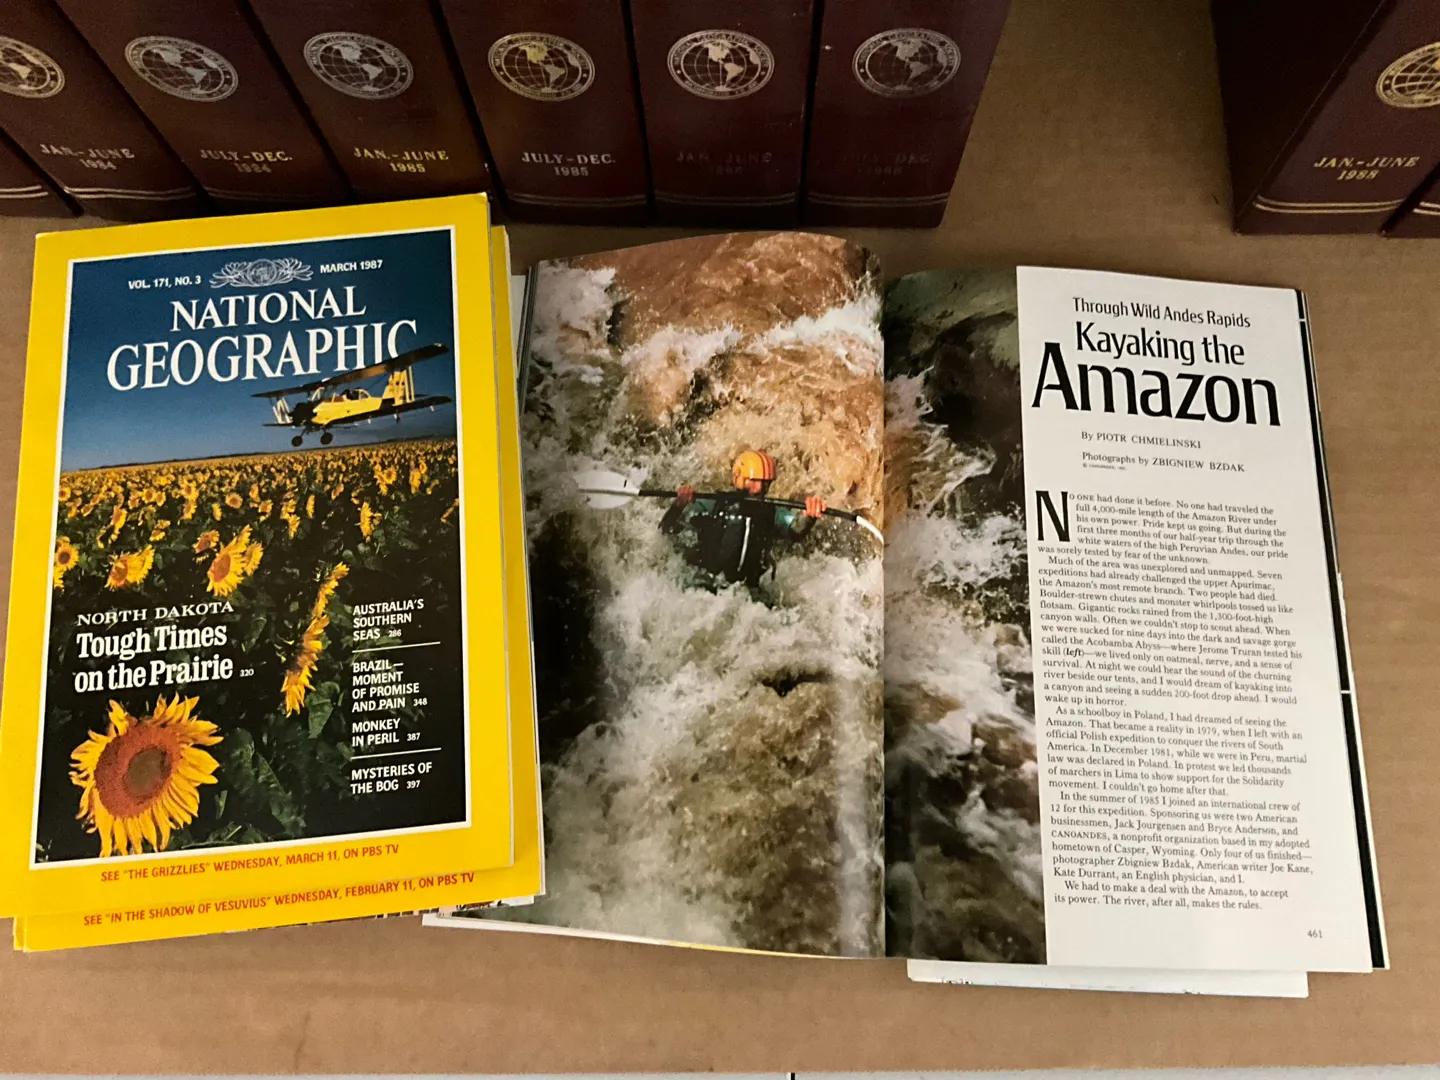 JAN.-JUNE
1984
JULY-DEC.
1984
JAN.-JUNE
1985
JULY-DEC.
1985
JAN.-JUNE
JAN.-JUNE
1988
VOL. 171, NO. 3
MARCH 1987
NATIONAL
GEOGRAPHIC
NORTH DAKOTA
Tough Times
on the Prairie 320
AUSTRALIA'S
SOUTHERN
SEAS 286
BRAZIL—
MOMENT
OF PROMISE
AND PAIN 348
MONKEY
IN PERIL 387
MYSTERIES OF
THE BOG 397
SEE "THE GRIZZLIES" WEDNESDAY, MARCH 11, ON PBS TV
SEE "IN THE SHADOW OF VESUVIUS" WEDNESDAY, FEBRUARY 11, ON PBS TV
Through Wild Andes Rapids
Kayaking the
Amazon
By PIOTR CHMIELINSKI
Photographs by ZBIGNIEW BZDAK
NO ONE had done it before. No one had traveled the
full 4,000-mile length of the Amazon River under
his own power. Pride kept us going. But during the
first three months of our half-year trip through the
white waters of the high Peruvian Andes, our pride
was sorely tested by fear of the unknown.
Much of the area was unexplored and unmapped. Seven
expeditions had already challenged the upper Apurimac,
the Amazon's most remote branch. Two people had died.
Boulder-strewn chutes and monster whirlpools tossed us like
flotsam. Gigantic rocks rained from the 1,300-foot-high
canyon walls. Often we couldn't stop to scout ahead. When
we were sucked for nine days into the dark and savage gorge
called the Acobamba Abyss—where Jerome Truran tested his
skill (left)—we lived only on oatmeal, nerve, and a sense of
survival. At night we could hear the sound of the churning
river beside our tents, and I would dream of kayaking into
a canyon and seeing a sudden 200-foot drop ahead. I would
wake up in horror.
As a schoolboy in Poland, I had dreamed of seeing the
Amazon. That became a reality in 1979, when I left with an
official Polish expedition to conquer the rivers of South
America. In December 1981, while we were in Peru, martial
law was declared in Poland. In protest we led thousands
of marchers in Lima to show support for the Solidarity
movement. I couldn't go home after that.
In the summer of 1985 I joined an international crew of
12 for this expedition. Sponsoring us were two American
businessmen, Jack Jourgensen and Bryce Anderson, and
CANOANDES, a nonprofit organization based in my adopted
hometown of Casper, Wyoming. Only four of us finished—
photographer Zbigniew Bzdak, American writer Joe Kane,
Kate Durrant, an English physician, and I.
We had to make a deal with the Amazon, to accept
its power. The river, after all, makes the rules.
461